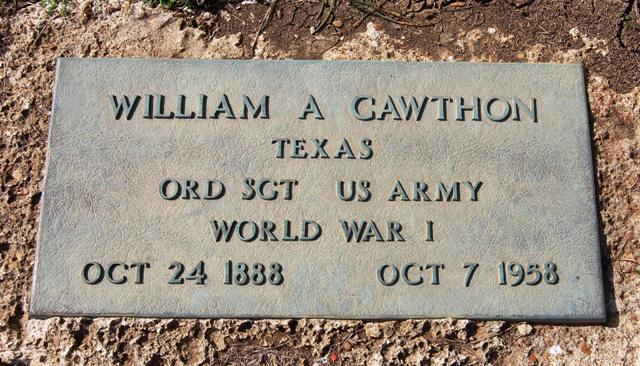 WILLIAM A CAWTHON
TEXAS
ORD SGT US ARMY
WORLD WAR I
OCT 24 1888 OCT 7 1958